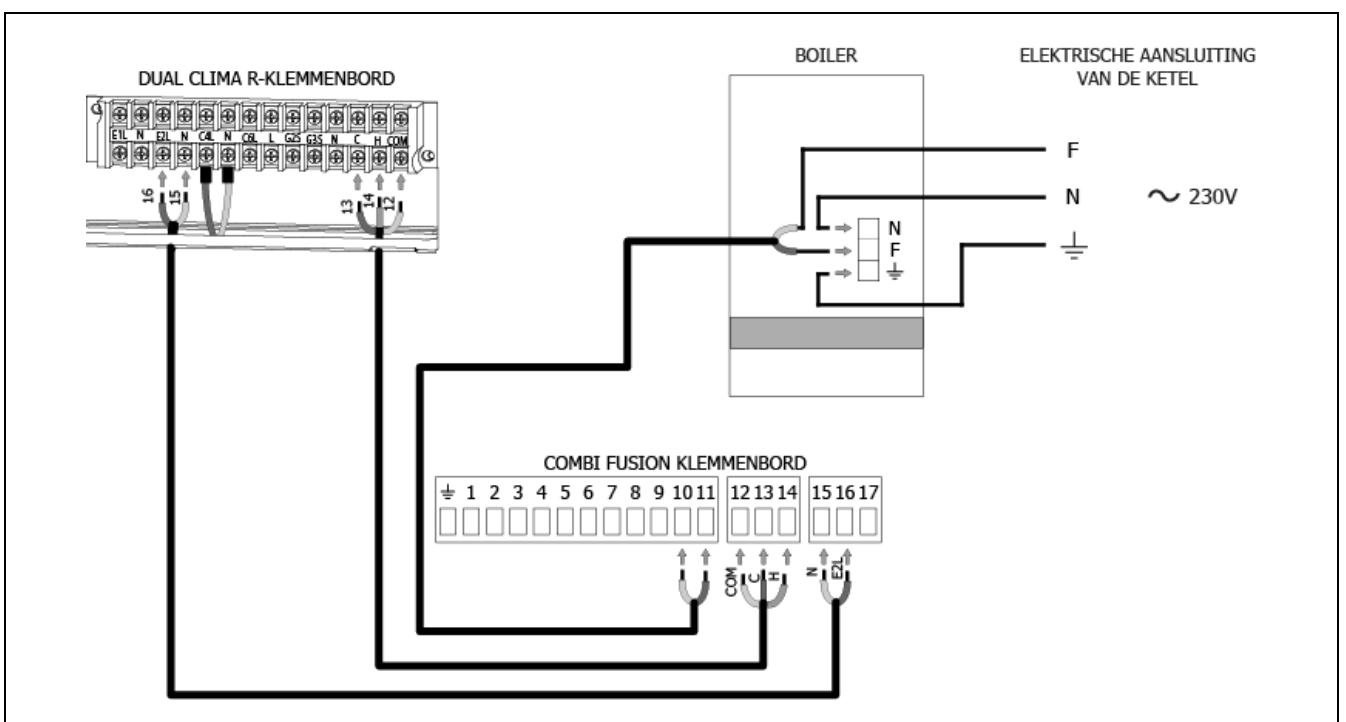 BOILER
ELEKTRISCHE AANSLUITING
VAN DE KETEL
DUAL CLIMA R-KLEMMENBORD
E1L N E2L N C4L N C6L L G2S G3S N C H COM
16 15 13 14 12
F
N
~ 230V
N
F
COMBI FUSION KLEMMENBORD
1 2 3 4 5 6 7 8 9 10 11 12 13 14 15 16 17
COM C H N E2L